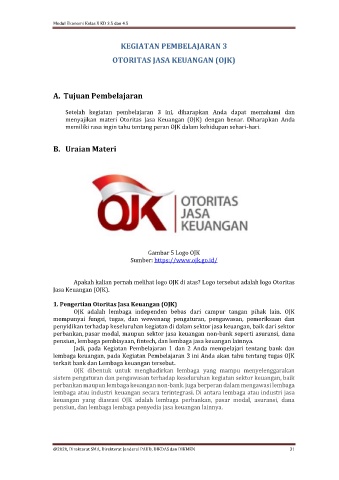 Modul Ekonomi Kelas X KD 3.5 dan 4.5
KEGIATAN PEMBELAJARAN 3
OTORITAS JASA KEUANGAN (OJK)
A. Tujuan Pembelajaran
Setelah kegiatan pembelajaran 3 ini, diharapkan Anda dapat memahami dan
menyajikan materi Otoritas Jasa Keuangan (OJK) dengan benar. Diharapkan Anda
memiliki rasa ingin tahu tentang peran OJK dalam kehidupan sehari-hari.
B. Uraian Materi
OJK
OTORITAS
JASA
KEUANGAN
Gambar 5 Logo OJK
Sumber: https://www.ojk.go.id/
Apakah kalian pernah melihat logo OJK di atas? Logo tersebut adalah logo Otoritas
Jasa Keuangan (OJK).
1. Pengertian Otoritas Jasa Keuangan (OJK)
OJK adalah lembaga independen bebas dari campur tangan pihak lain. OJK
mempunyai fungsi, tugas, dan wewenang pengaturan, pengawasan, pemeriksaan dan
penyidikan terhadap keseluruhan kegiatan di dalam sektor jasa keuangan, baik dari sektor
perbankan, pasar modal, maupun sektor jasa keuangan non-bank seperti asuransi, dana
pensiun, lembaga pembiayaan, fintech, dan lembaga jasa keuangan lainnya.
Jadi, pada Kegiatan Pembelajaran 1 dan 2 Anda mempelajari tentang bank dan
lembaga keuangan, pada Kegiatan Pembelajaran 3 ini Anda akan tahu tentang tugas OJK
terkait bank dan Lembaga keuangan tersebut.
OJK dibentuk untuk menghadirkan lembaga yang mampu menyelenggarakan
sistem pengaturan dan pengawasan terhadap keseluruhan kegiatan sektor keuangan, baik
perbankan maupun lembaga keuangan non-bank. Juga berperan dalam mengawasi lembaga
lembaga atau industri keuangan secara terintegrasi. Di antara lembaga atau industri jasa
keuangan yang diawasi OJK adalah lembaga perbankan, pasar modal, asuransi, dana
pensiun, dan lembaga lembaga penyedia jasa keuangan lainnya.
@2020, Direktorat SMA, Direktorat Jenderal PAUD, DIKDAS dan DIKMEN